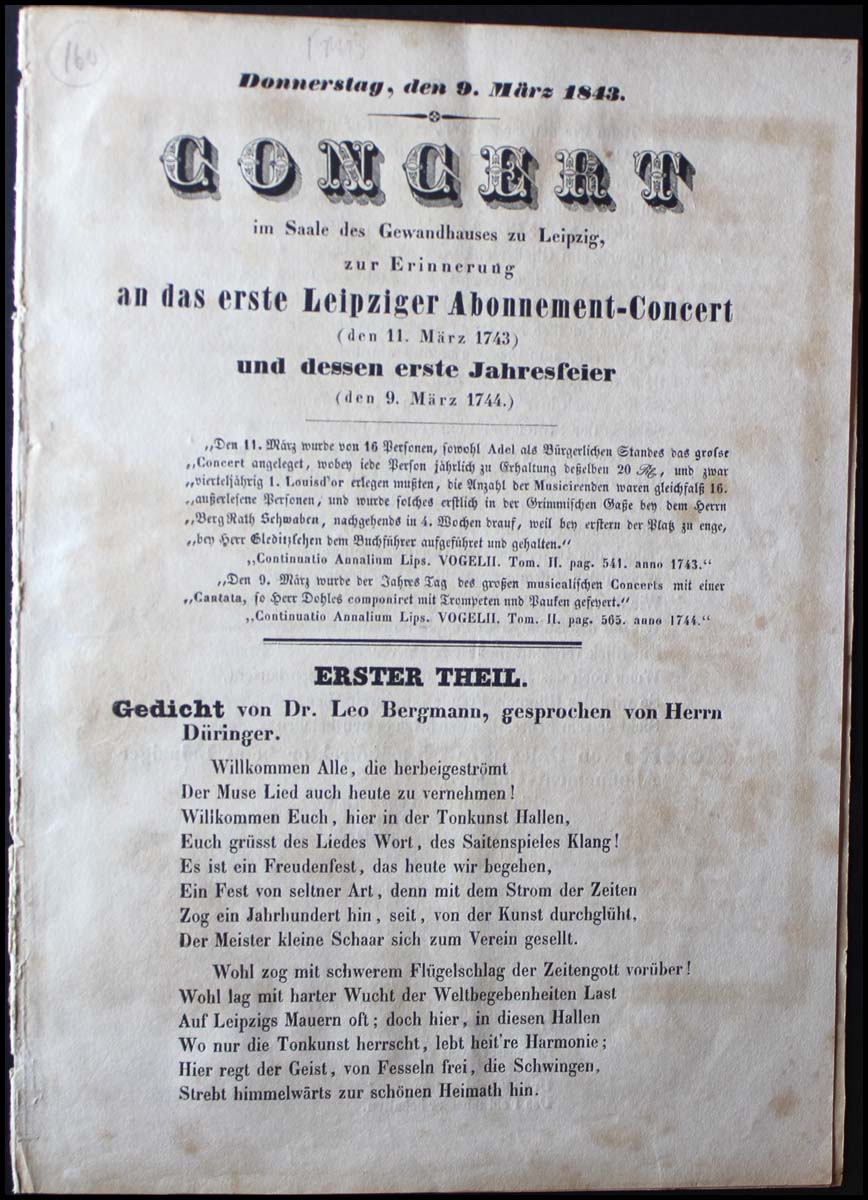 160
Donnerstag, den 9. März 1843.
CONCERT
im Saale des Gewandhauses zu Leipzig,
zur Erinnerung
an das erste Leipziger Abonnement-Concert
(den 11. März 1743)
und dessen erste Jahresfeier
(den 9. März 1744.)
„Den 11. März wurde von 16 Personen, sowohl Adel als Bürgerlichen Standes das grosse
„Concert angeleget, wobey iede Person jährlich zu Erhaltung deßelben 20 Rtl., und zwar
„vierteljährig 1. Louisd'or erlegen mußten, die Anzahl der Musicirenden waren gleichfalß 16.
„außerlesene Personen, und wurde solches erstlich in der Grimmischen Gaße bey dem Herrn
„BergRath Schwaben, nachgehends in 4. Wochen drauf, weil bey erstern der Platz zu enge,
„bey Herr Gleditzschen dem Buchführer aufgeführet und gehalten.“
„Continuatio Annalium Lips. VOGELII. Tom. II. pag. 541. anno 1743.“
„Den 9. März wurde der Jahres Tag des großen musicalischen Concerts mit einer
„Cantata, so Herr Dohles componiret mit Trompeten und Pauken gefeyert.“
„Continuatio Annalium Lips. VOGELII. Tom. II. pag. 565. anno 1744.“
ERSTER THEIL.
Gedicht von Dr. Leo Bergmann, gesprochen von Herrn
Düringer.
Willkommen Alle, die herbeigeströmt
Der Muse Lied auch heute zu vernehmen!
Willkommen Euch, hier in der Tonkunst Hallen,
Euch grüsst des Liedes Wort, des Saitenspieles Klang!
Es ist ein Freudenfest, das heute wir begehen,
Ein Fest von seltner Art, denn mit dem Strom der Zeiten
Zog ein Jahrhundert hin, seit, von der Kunst durchglüht,
Der Meister kleine Schaar sich zum Verein gesellt.
Wohl zog mit schwerem Flügelschlag der Zeitengott vorüber!
Wohl lag mit harter Wucht der Weltbegebenheiten Last
Auf Leipzigs Mauern oft; doch hier, in diesen Hallen
Wo nur die Tonkunst herrscht, lebt heit're Harmonie;
Hier regt der Geist, von Fesseln frei, die Schwingen,
Strebt himmelwärts zur schönen Heimath hin.